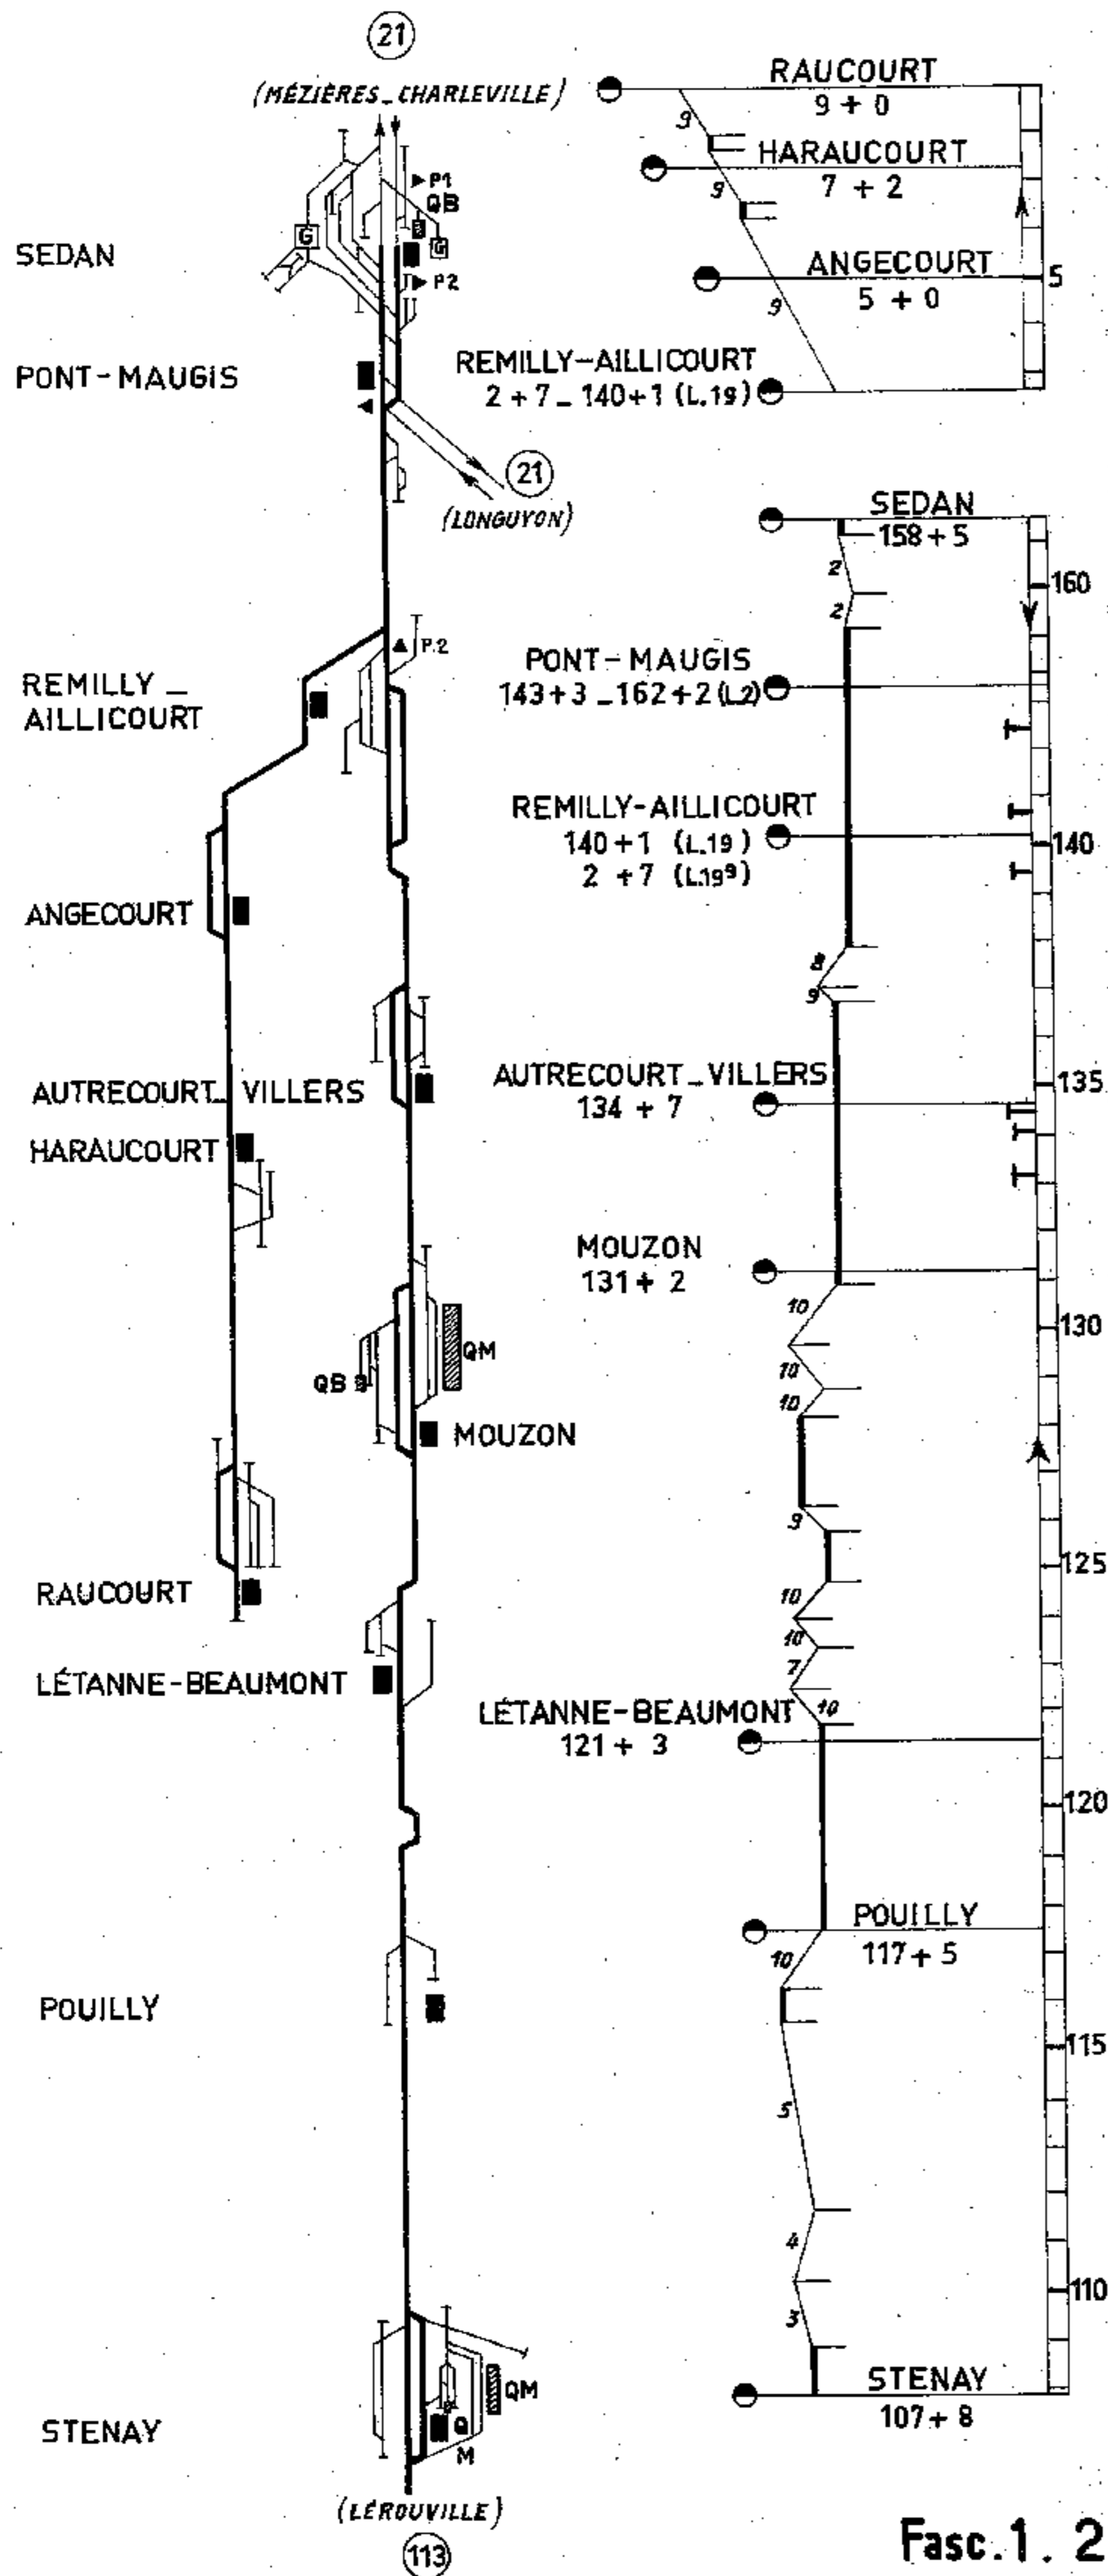 21
(MÉZIÈRES_CHARLEVILLE)
P1
QB
G
G
SEDAN
P2
PONT-MAUGIS
21
(LONGUYON)
P.2
REMILLY_
AILLICOURT
ANGECOURT
AUTRECOURT_VILLERS
HARAUCOURT
QM
QB
MOUZON
RAUCOURT
LÉTANNE-BEAUMONT
POUILLY
QM
Q
M
STENAY
(LÉROUVILLE)
113
RAUCOURT
9 + 0
9
HARAUCOURT
7 + 2
9
ANGECOURT
5 + 0
5
9
REMILLY-AILLICOURT
2 + 7 _ 140 + 1 (L.19)
SEDAN
158 + 5
2
160
2
PONT-MAUGIS
143 + 3 _ 162 + 2 (L.2)
REMILLY-AILLICOURT
140 + 1 (L.19)
2 + 7 (L.19⁹)
140
8
9
AUTRECOURT_VILLERS
134 + 7
135
MOUZON
131 + 2
10
130
10
10
9
125
10
10
7
10
LÉTANNE-BEAUMONT
121 + 3
120
POUILLY
117 + 5
10
115
5
4
110
3
STENAY
107 + 8
Fasc.1. 2